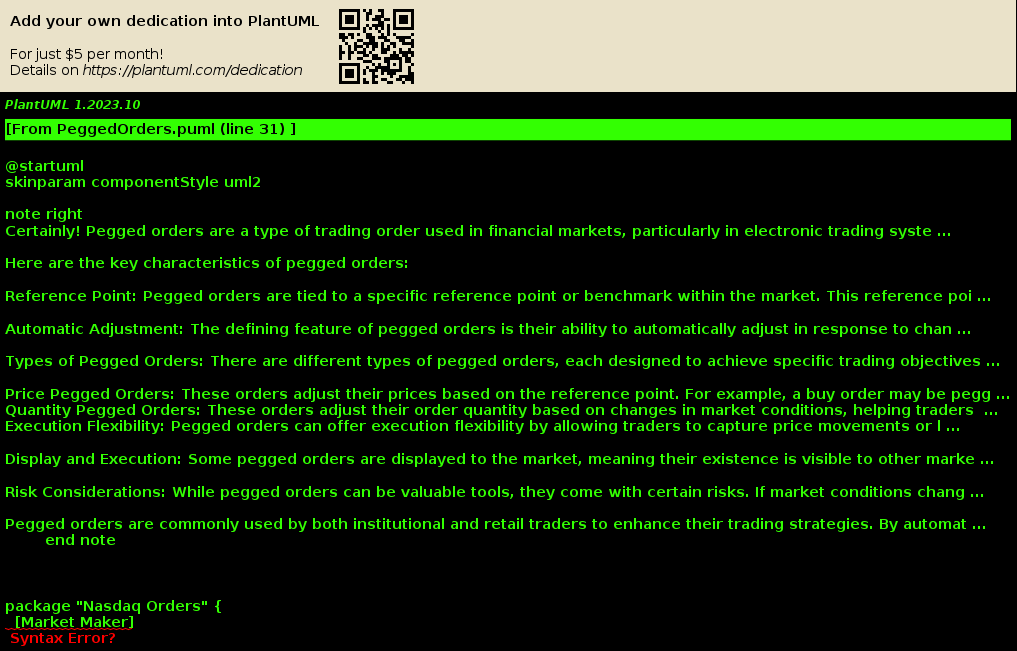 Add your own dedication into PlantUML
For just $5 per month!
Details on https://plantuml.com/dedication
PlantUML 1.2023.10
[From PeggedOrders.puml (line 31) ]
@startuml
skinparam componentStyle uml2
note right
Certainly! Pegged orders are a type of trading order used in financial markets, particularly in electronic trading syste ...
Here are the key characteristics of pegged orders:
Reference Point: Pegged orders are tied to a specific reference point or benchmark within the market. This reference poi ...
Automatic Adjustment: The defining feature of pegged orders is their ability to automatically adjust in response to chan ...
Types of Pegged Orders: There are different types of pegged orders, each designed to achieve specific trading objectives ...
Price Pegged Orders: These orders adjust their prices based on the reference point. For example, a buy order may be pegg ...
Quantity Pegged Orders: These orders adjust their order quantity based on changes in market conditions, helping traders ...
Execution Flexibility: Pegged orders can offer execution flexibility by allowing traders to capture price movements or l ...
Display and Execution: Some pegged orders are displayed to the market, meaning their existence is visible to other marke ...
Risk Considerations: While pegged orders can be valuable tools, they come with certain risks. If market conditions chang ...
Pegged orders are commonly used by both institutional and retail traders to enhance their trading strategies. By automat ...
end note
package "Nasdaq Orders" {
[Market Maker]
Syntax Error?